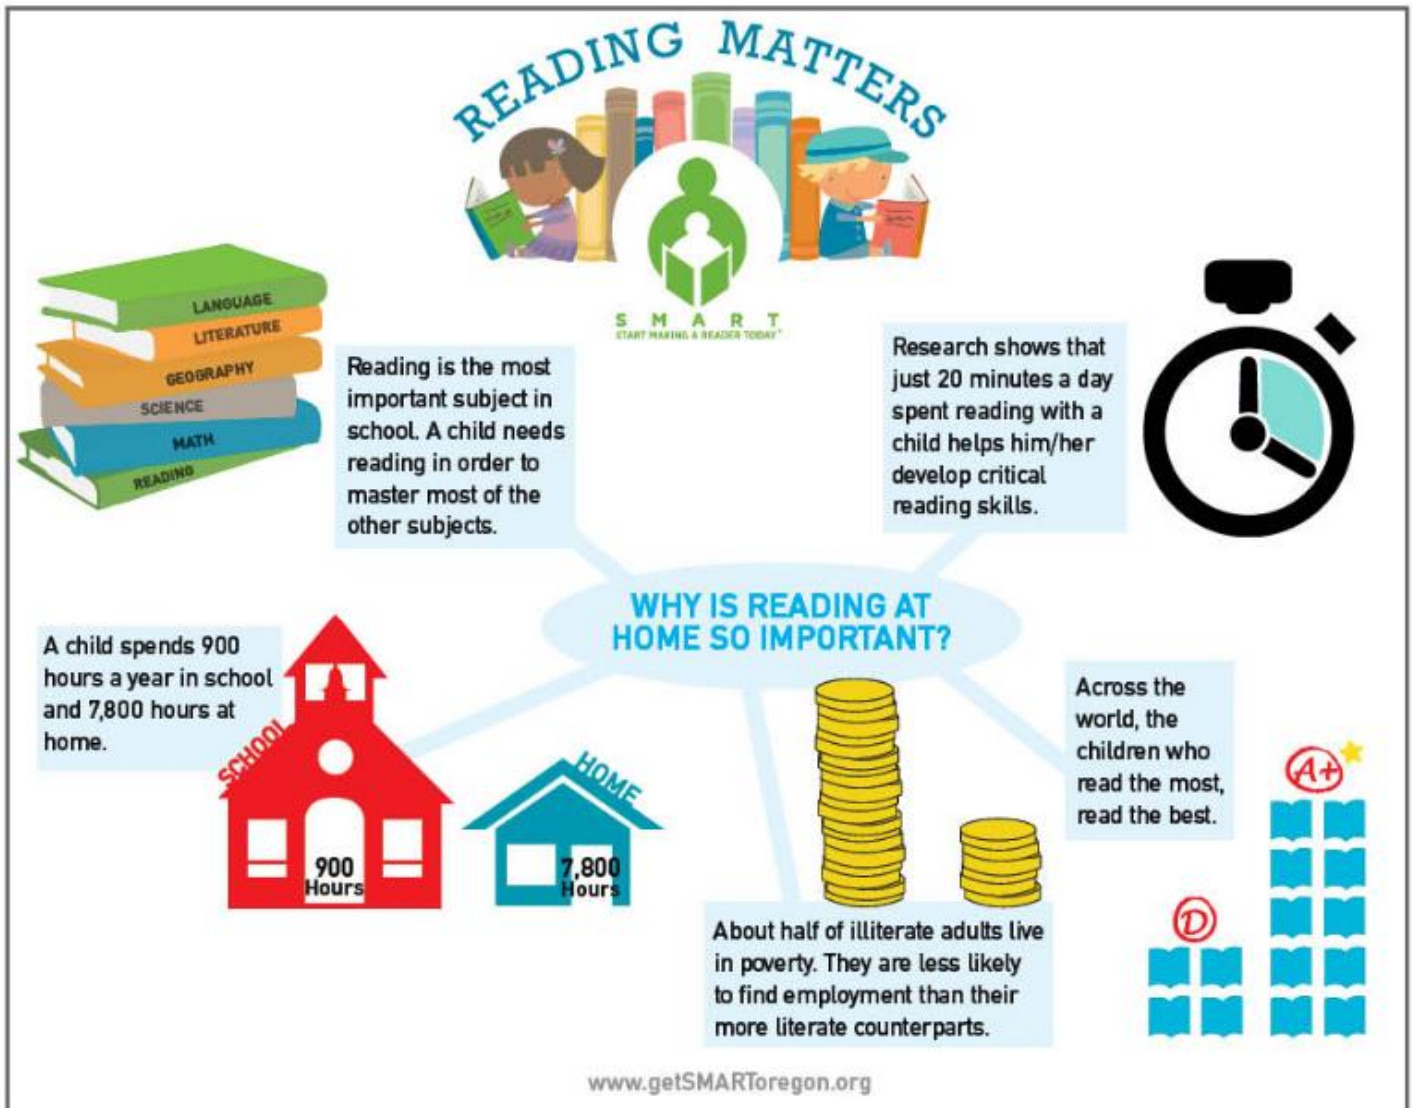 READING MATTERS
S M A R T
START MAKING A READER TODAY
LANGUAGE
LITERATURE
GEOGRAPHY
SCIENCE
MATH
READING
Reading is the most
important subject in
school. A child needs
reading in order to
master most of the
other subjects.
Research shows that
just 20 minutes a day
spent reading with a
child helps him/her
develop critical
reading skills.
WHY IS READING AT
HOME SO IMPORTANT?
A child spends 900
hours a year in school
and 7,800 hours at
home.
SCHOOL
900
Hours
HOME
7,800
Hours
Across the
world, the
children who
read the most,
read the best.
A+
D
About half of illiterate adults live
in poverty. They are less likely
to find employment than their
more literate counterparts.
www.getSMARToregon.org